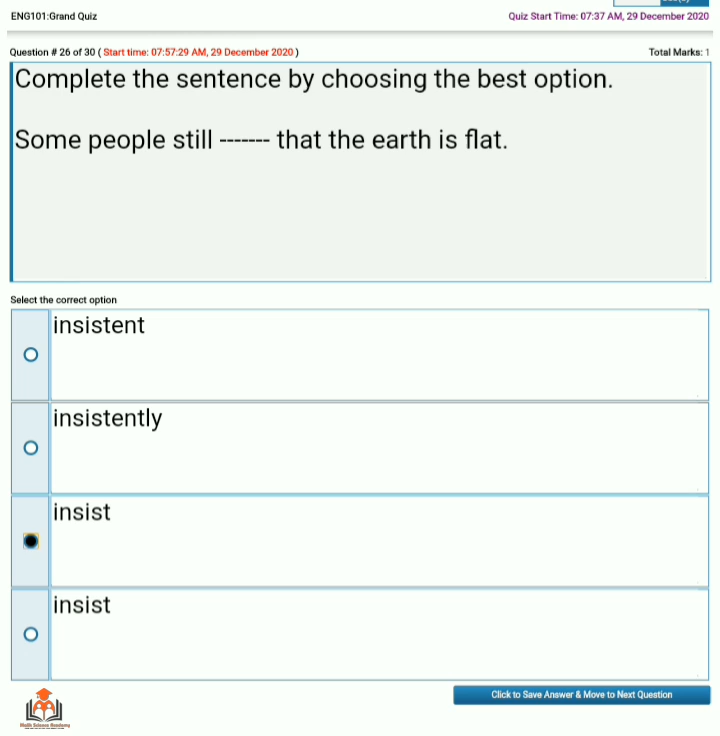 ENG101:Grand Quiz
Quiz Start Time: 07:37 AM, 29 December 2020
Question # 26 of 30 ( Start time: 07:57:29 AM, 29 December 2020 )
Total Marks: 1
Complete the sentence by choosing the best option.
Some people still ------- that the earth is flat.
Select the correct option
insistent
insistently
insist
insist
Click to Save Answer & Move to Next Question
Math Science Academy